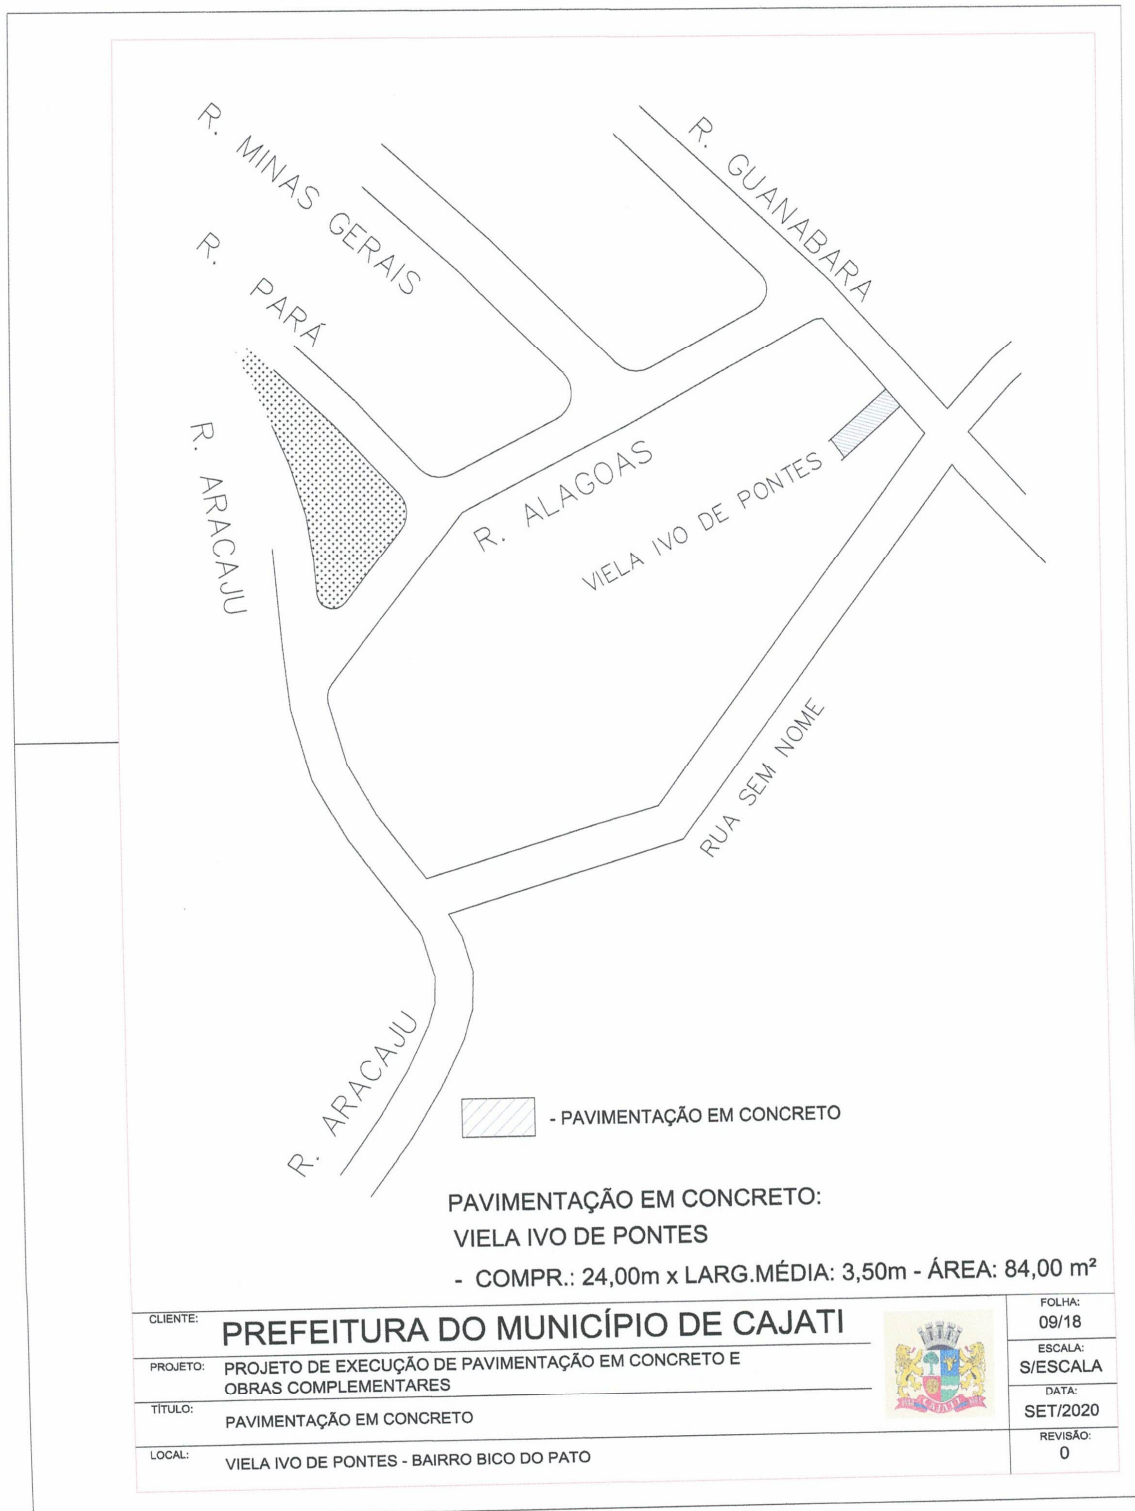 R. MINAS GERAIS
R. GUANABARA
R. PARÁ
R. ARACAJU
R. ALAGOAS
VIELA IVO DE PONTES
RUA SEM NOME
R. ARACAJU
- PAVIMENTAÇÃO EM CONCRETO
PAVIMENTAÇÃO EM CONCRETO:
VIELA IVO DE PONTES
- COMPR.: 24,00m x LARG.MÉDIA: 3,50m - ÁREA: 84,00 m²
CLIENTE:
PREFEITURA DO MUNICÍPIO DE CAJATI
PROJETO:
PROJETO DE EXECUÇÃO DE PAVIMENTAÇÃO EM CONCRETO E
OBRAS COMPLEMENTARES
TÍTULO:
PAVIMENTAÇÃO EM CONCRETO
LOCAL:
VIELA IVO DE PONTES - BAIRRO BICO DO PATO
CAJATI
FOLHA:
09/18
ESCALA:
S/ESCALA
DATA:
SET/2020
REVISÃO:
0